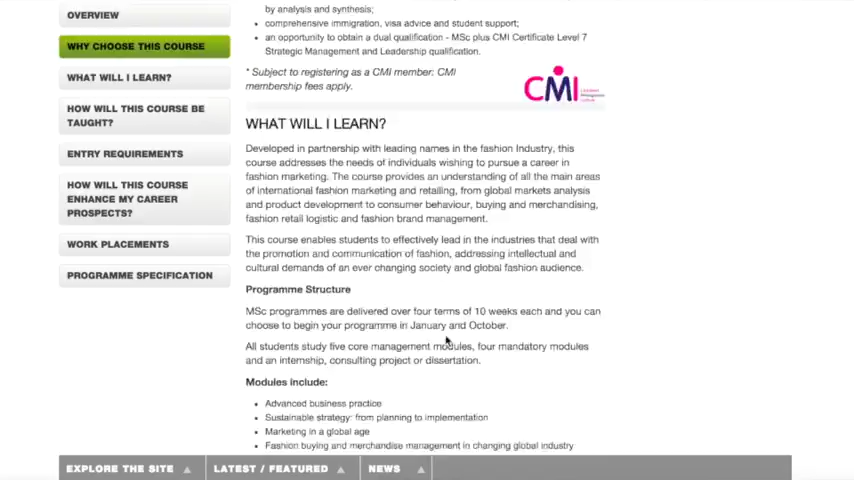 OVERVIEW
WHY CHOOSE THIS COURSE
WHAT WILL I LEARN?
HOW WILL THIS COURSE BE
TAUGHT?
ENTRY REQUIREMENTS
HOW WILL THIS COURSE
ENHANCE MY CAREER
PROSPECTS?
WORK PLACEMENTS
PROGRAMME SPECIFICATION
by analysis and synthesis;
comprehensive immigration, visa advice and student support;
an opportunity to obtain a dual qualification - MSc plus CMI Certificate Level 7
Strategic Management and Leadership qualification.
* Subject to registering as a CMI member: CMI
membership fees apply.
CMI
WHAT WILL I LEARN?
Developed in partnership with leading names in the fashion Industry, this
course addresses the needs of individuals wishing to pursue a career in
fashion marketing. The course provides an understanding of all the main areas
of international fashion marketing and retailing, from global markets analysis
and product development to consumer behaviour, buying and merchandising,
fashion retail logistic and fashion brand management.
This course enables students to effectively lead in the industries that deal with
the promotion and communication of fashion, addressing intellectual and
cultural demands of an ever changing society and global fashion audience.
Programme Structure
MSc programmes are delivered over four terms of 10 weeks each and you can
choose to begin your programme in January and October.
All students study five core management modules, four mandatory modules
and an internship, consulting project or dissertation.
Modules include:
Advanced business practice
Sustainable strategy: from planning to implementation
Marketing in a global age
Fashion buying and merchandise management in changing global industry
EXPLORE THE SITE
LATEST / FEATURED
NEWS